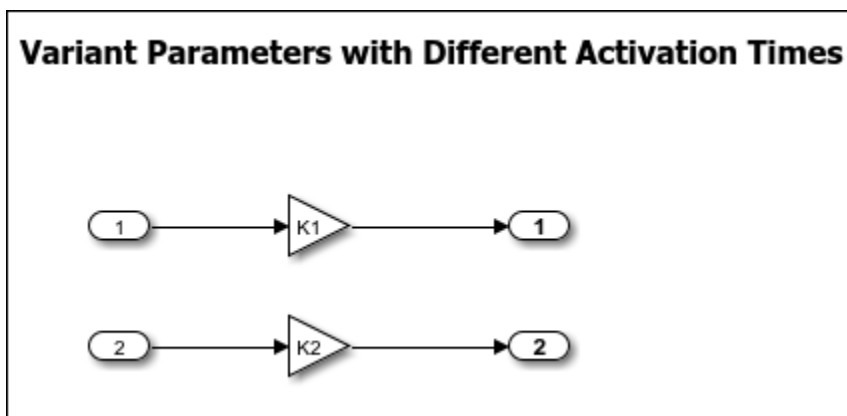 Variant Parameters with Different Activation Times
1 K1 1
2 K2 2